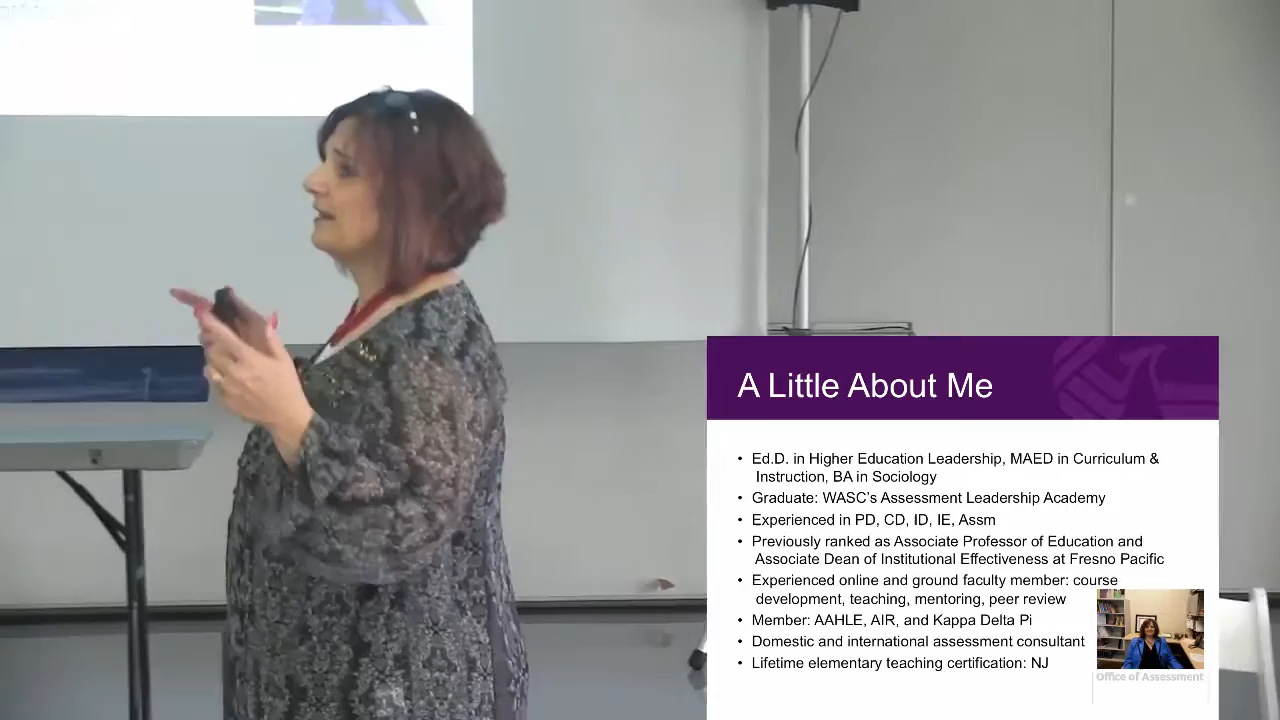 A Little About Me
• Ed.D. in Higher Education Leadership, MAED in Curriculum &
Instruction, BA in Sociology
• Graduate: WASC's Assessment Leadership Academy
• Experienced in PD, CD, ID, IE, Assm
• Previously ranked as Associate Professor of Education and
Associate Dean of Institutional Effectiveness at Fresno Pacific
• Experienced online and ground faculty member: course
development, teaching, mentoring, peer review
• Member: AAHLE, AIR, and Kappa Delta Pi
• Domestic and international assessment consultant
• Lifetime elementary teaching certification: NJ
Office of Assessment